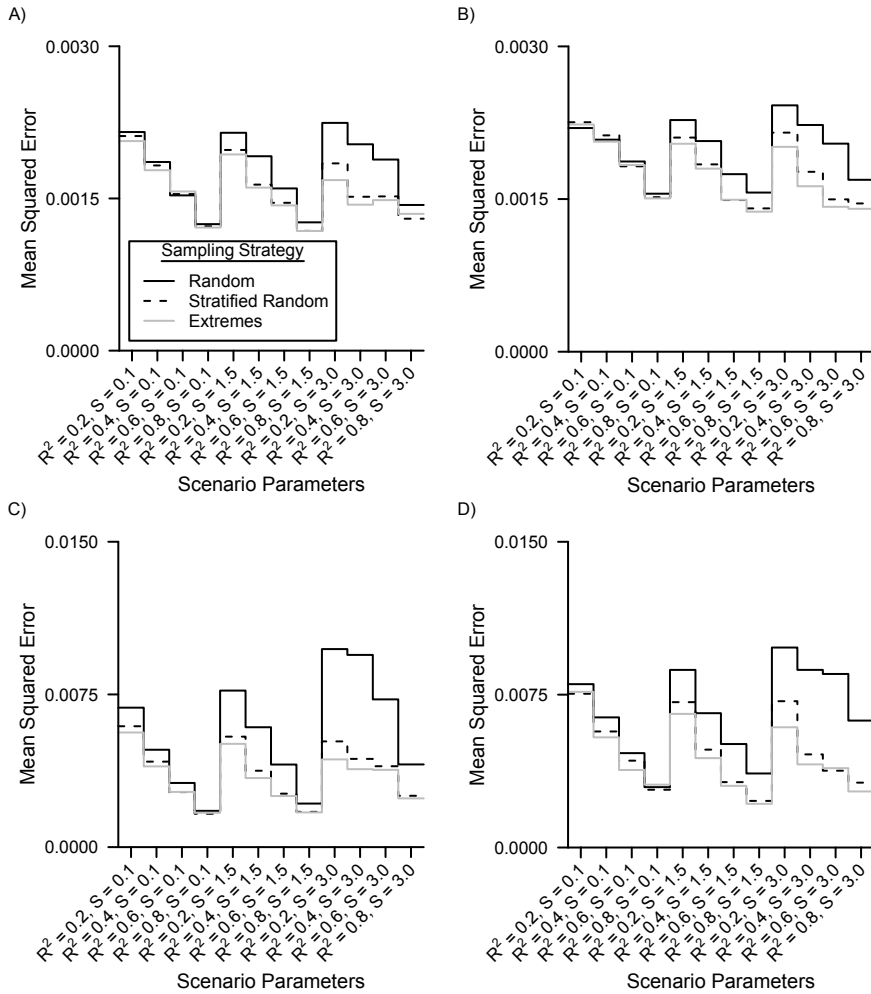 A)
Mean Squared Error
0.0030
0.0015
0.0000
Sampling Strategy
Random
Stratified Random
Extremes
R² = 0.2, S = 0.1
R² = 0.4, S = 0.1
R² = 0.6, S = 0.1
R² = 0.8, S = 0.1
R² = 0.2, S = 1.5
R² = 0.4, S = 1.5
R² = 0.6, S = 1.5
R² = 0.8, S = 1.5
R² = 0.2, S = 3.0
R² = 0.4, S = 3.0
R² = 0.6, S = 3.0
R² = 0.8, S = 3.0
Scenario Parameters
B)
Mean Squared Error
0.0030
0.0015
0.0000
R² = 0.2, S = 0.1
R² = 0.4, S = 0.1
R² = 0.6, S = 0.1
R² = 0.8, S = 0.1
R² = 0.2, S = 1.5
R² = 0.4, S = 1.5
R² = 0.6, S = 1.5
R² = 0.8, S = 1.5
R² = 0.2, S = 3.0
R² = 0.4, S = 3.0
R² = 0.6, S = 3.0
R² = 0.8, S = 3.0
Scenario Parameters
C)
Mean Squared Error
0.0150
0.0075
0.0000
R² = 0.2, S = 0.1
R² = 0.4, S = 0.1
R² = 0.6, S = 0.1
R² = 0.8, S = 0.1
R² = 0.2, S = 1.5
R² = 0.4, S = 1.5
R² = 0.6, S = 1.5
R² = 0.8, S = 1.5
R² = 0.2, S = 3.0
R² = 0.4, S = 3.0
R² = 0.6, S = 3.0
R² = 0.8, S = 3.0
Scenario Parameters
D)
Mean Squared Error
0.0150
0.0075
0.0000
R² = 0.2, S = 0.1
R² = 0.4, S = 0.1
R² = 0.6, S = 0.1
R² = 0.8, S = 0.1
R² = 0.2, S = 1.5
R² = 0.4, S = 1.5
R² = 0.6, S = 1.5
R² = 0.8, S = 1.5
R² = 0.2, S = 3.0
R² = 0.4, S = 3.0
R² = 0.6, S = 3.0
R² = 0.8, S = 3.0
Scenario Parameters